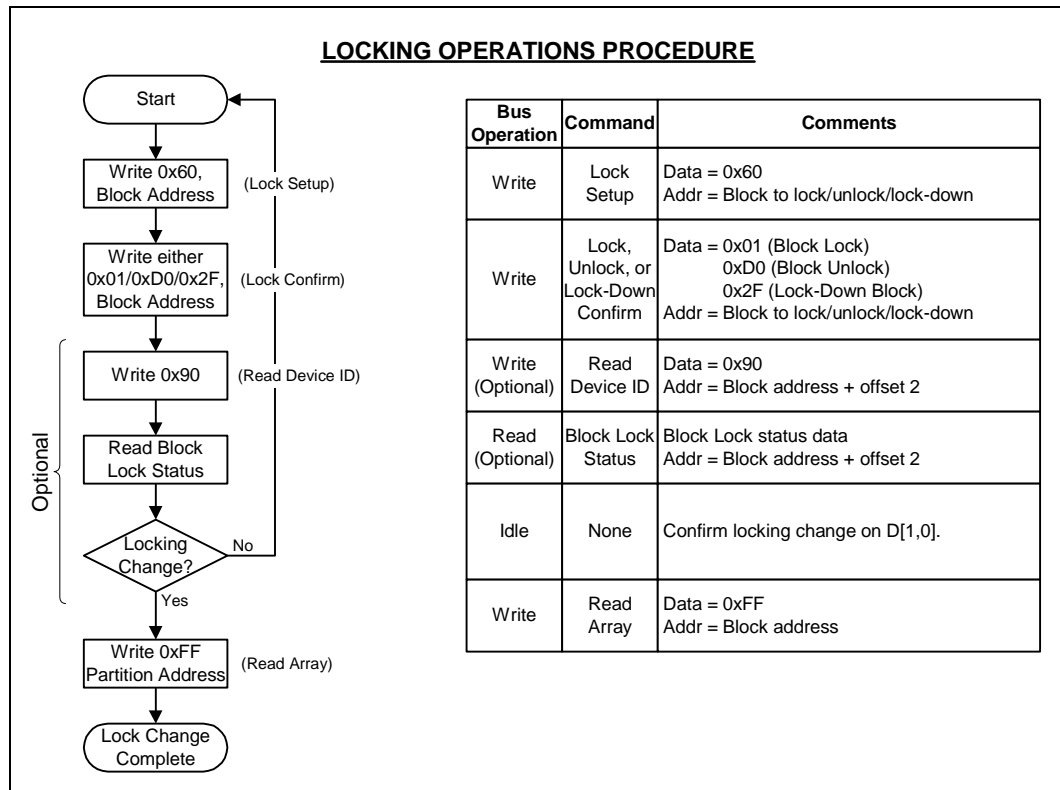 LOCKING OPERATIONS PROCEDURE
Start
Write 0x60,
Block Address
(Lock Setup)
Write either
0x01/0xD0/0x2F,
Block Address
(Lock Confirm)
Optional
Write 0x90
(Read Device ID)
Read Block
Lock Status
Locking
Change?
No
Yes
Write 0xFF
Partition Address
(Read Array)
Lock Change
Complete
Bus
Operation
Command
Comments
Write
Lock
Setup
Data = 0x60
Addr = Block to lock/unlock/lock-down
Write
Lock,
Unlock, or
Lock-Down
Confirm
Data = 0x01 (Block Lock)
0xD0 (Block Unlock)
0x2F (Lock-Down Block)
Addr = Block to lock/unlock/lock-down
Write
(Optional)
Read
Device ID
Data = 0x90
Addr = Block address + offset 2
Read
(Optional)
Block Lock
Status
Block Lock status data
Addr = Block address + offset 2
Idle
None
Confirm locking change on D[1,0].
Write
Read
Array
Data = 0xFF
Addr = Block address